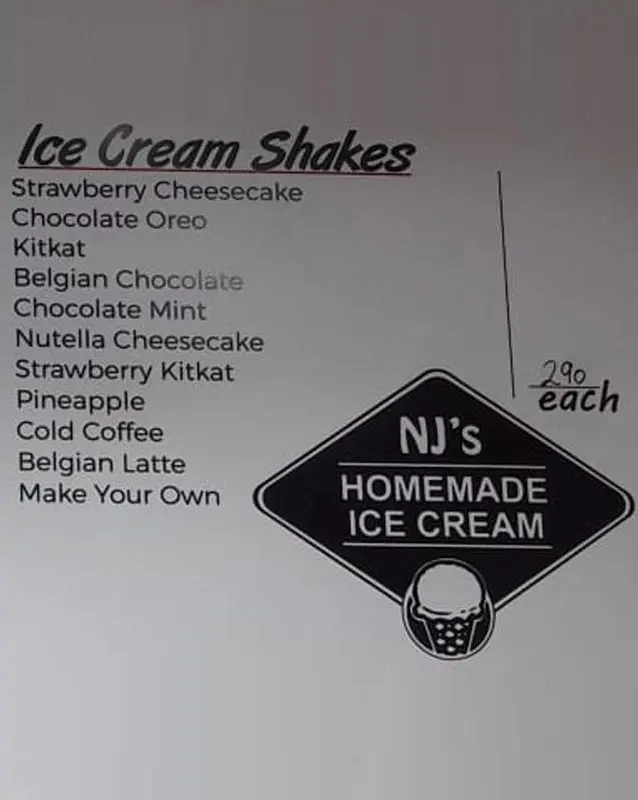 Ice Cream Shakes
Strawberry Cheesecake
Chocolate Oreo
Kitkat
Belgian Chocolate
Chocolate Mint
Nutella Cheesecake
Strawberry Kitkat
Pineapple
Cold Coffee
Belgian Latte
Make Your Own
290
each
NJ's
HOMEMADE
ICE CREAM